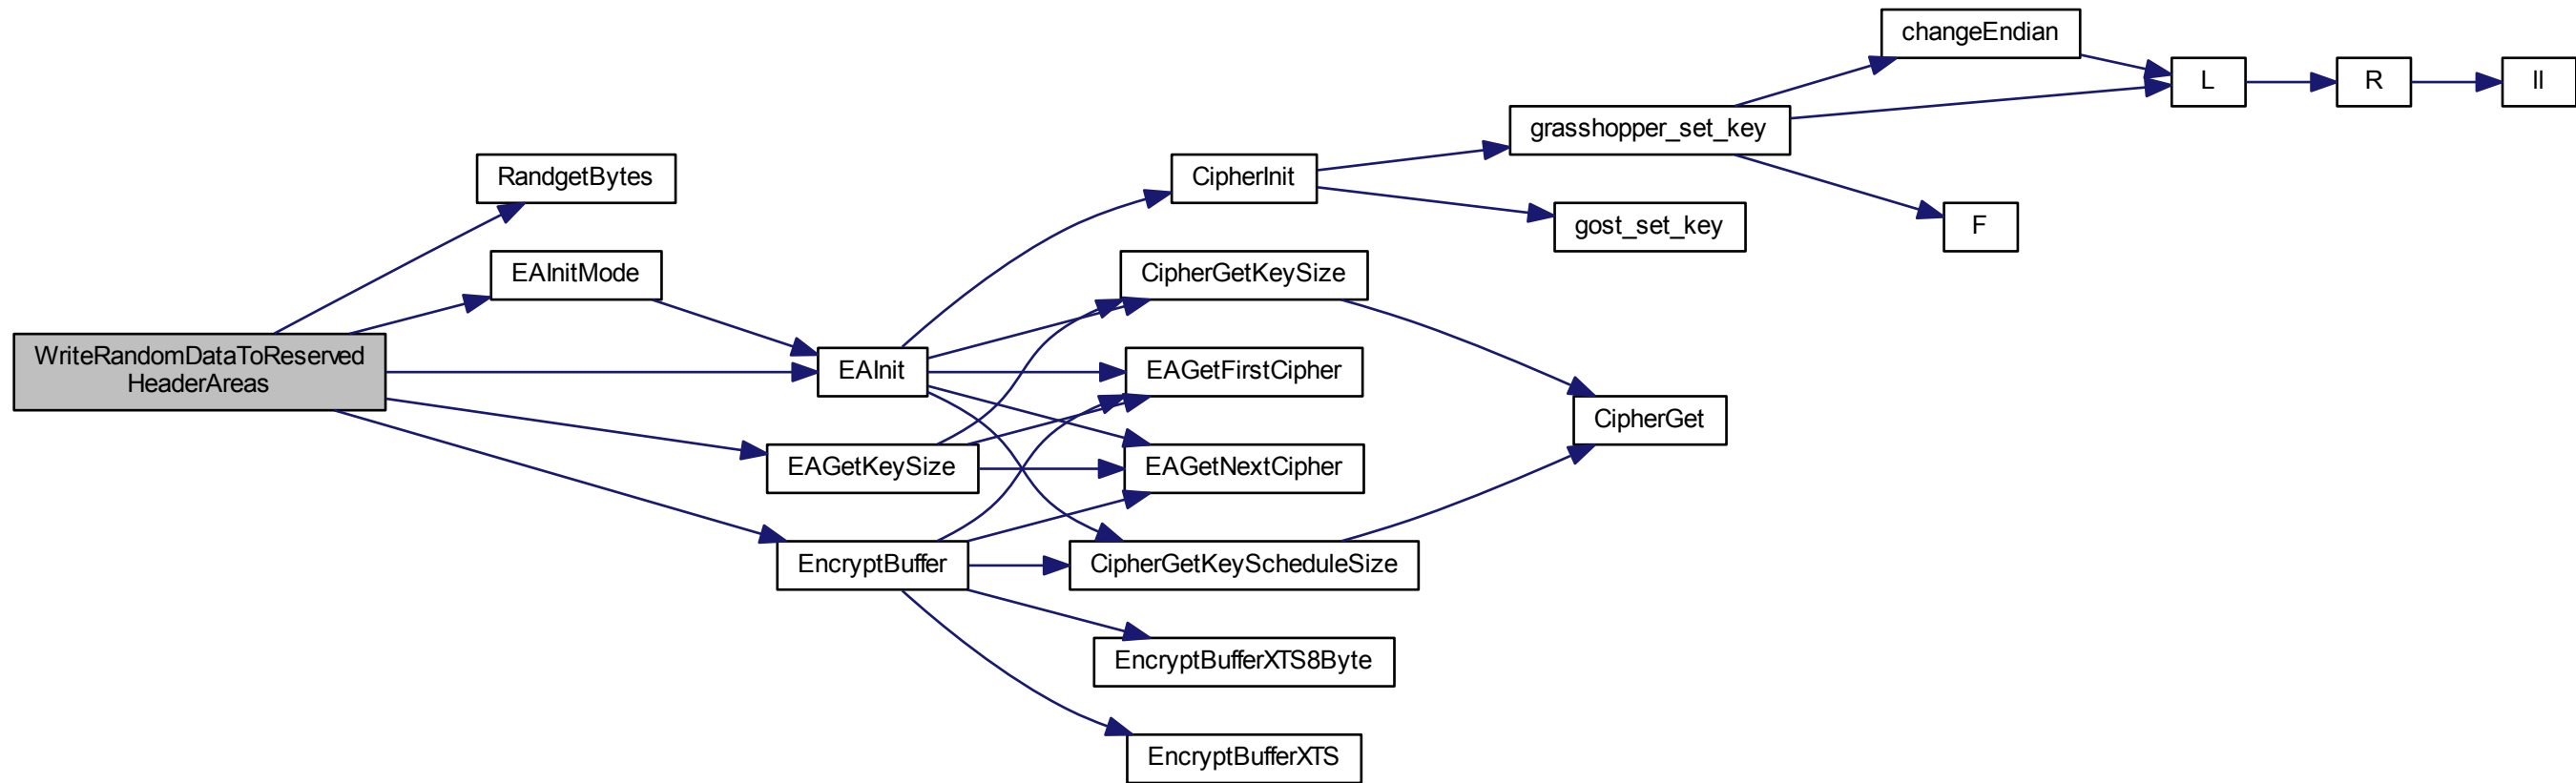 changeEndian
L
R
ll
grasshopper_set_key
RandgetBytes
CipherInit
gost_set_key
F
EAInitMode
CipherGetKeySize
WriteRandomDataToReserved
HeaderAreas
EAInit
EAGetFirstCipher
CipherGet
EAGetKeySize
EAGetNextCipher
EncryptBuffer
CipherGetKeyScheduleSize
EncryptBufferXTS8Byte
EncryptBufferXTS